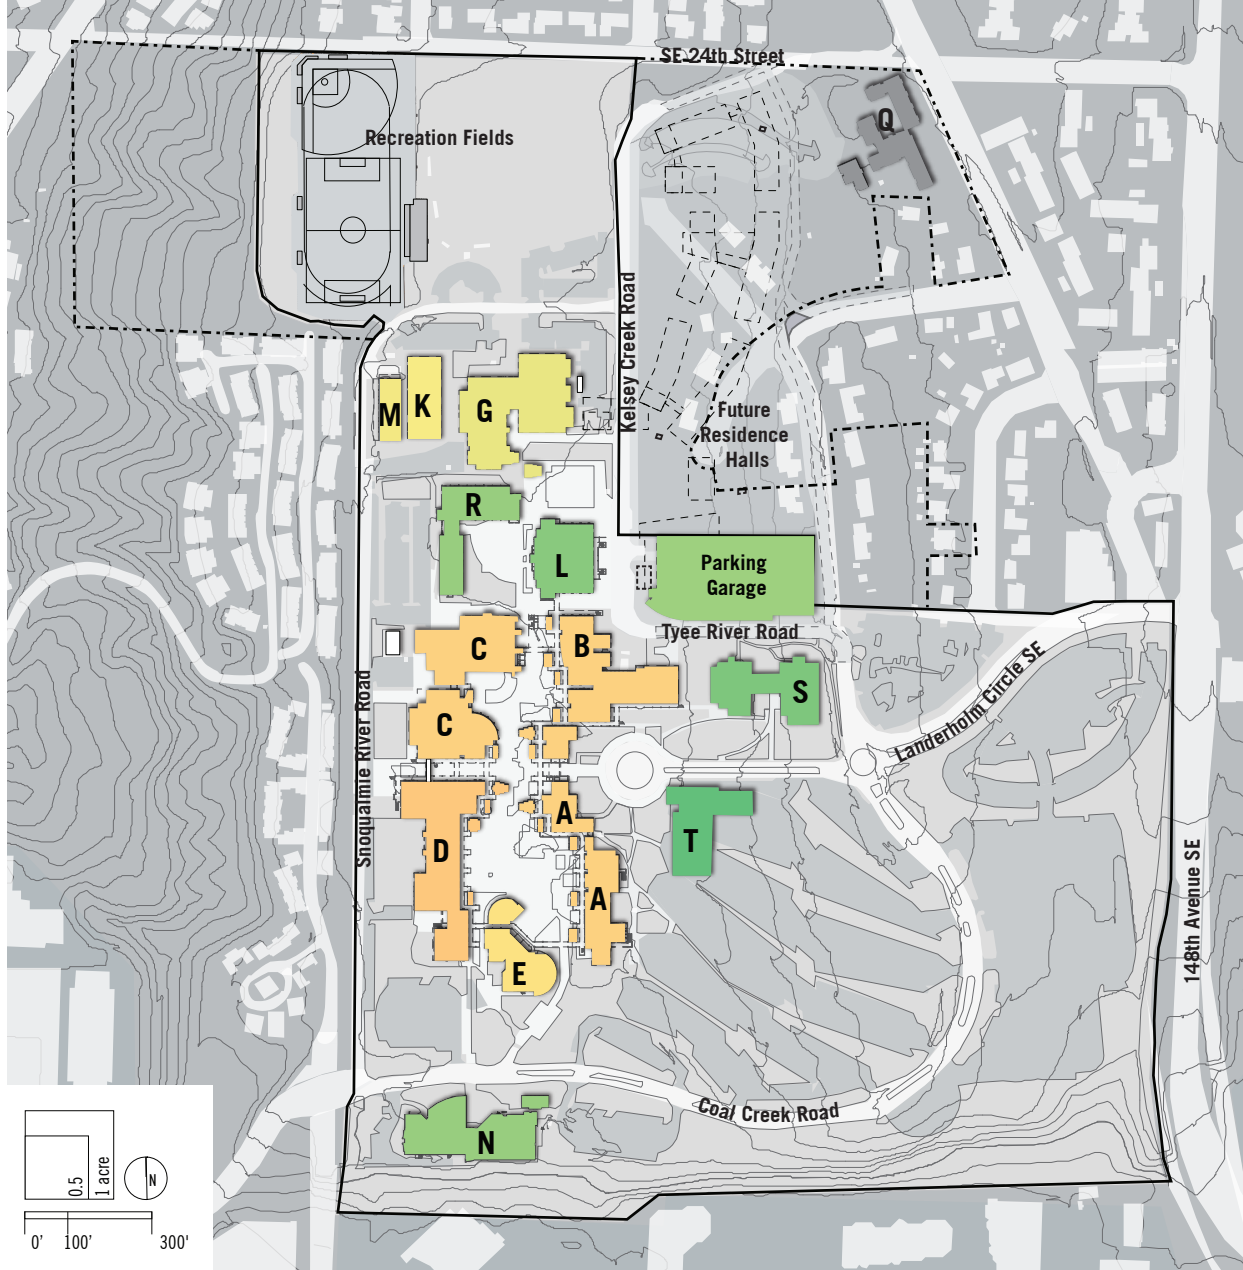 SE 24th Street
Q
Recreation Fields
Kelsey Creek Road
M
K
G
Future
Residence
Halls
R
L
Parking
Garage
Tyee River Road
C
B
S
C
Landerholm Circle SE
Snoqualmie River Road
A
T
D
148th Avenue SE
A
E
Coal Creek Road
N
0.5
1 acre
N
0' 100' 300'